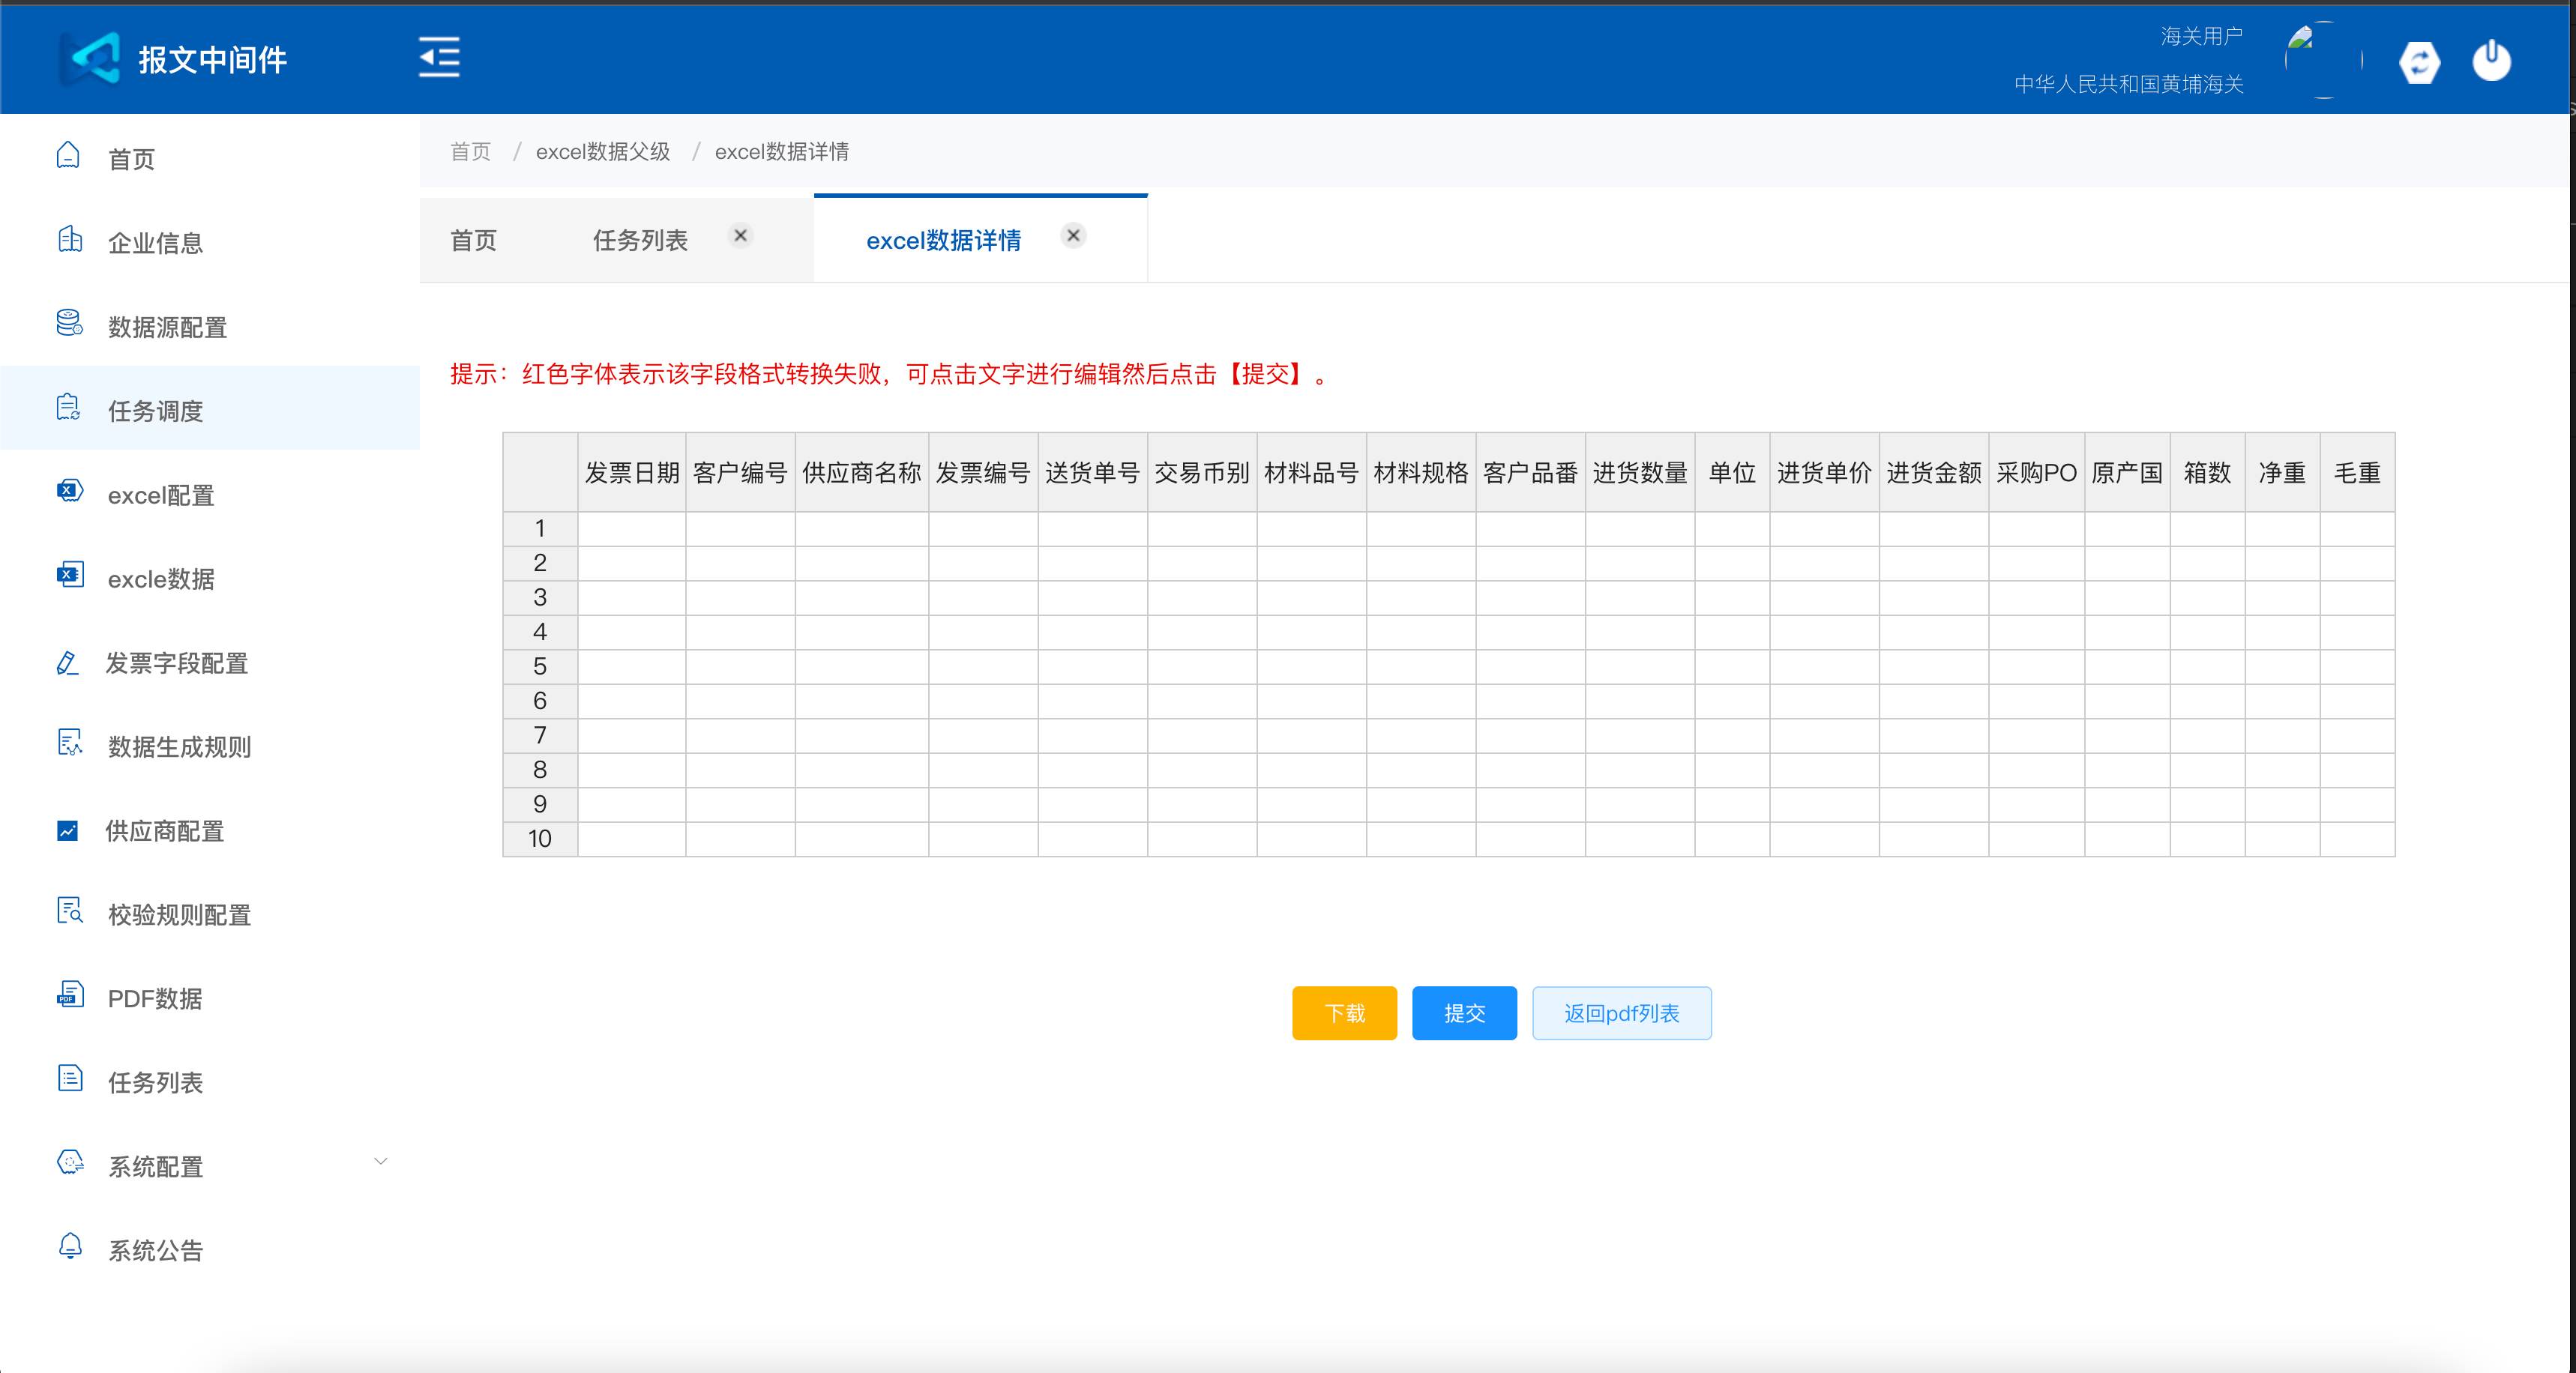 报文中间件
海关用户
中华人民共和国黄埔海关
首页
企业信息
数据源配置
任务调度
excel配置
excle数据
发票字段配置
数据生成规则
供应商配置
校验规则配置
PDF数据
任务列表
系统配置
系统公告
首页 / excel数据父级 / excel数据详情
首页 任务列表 excel数据详情
提示：红色字体表示该字段格式转换失败，可点击文字进行编辑然后点击【提交】。
发票日期 客户编号 供应商名称 发票编号 送货单号 交易币别 材料品号 材料规格 客户品番 进货数量 单位 进货单价 进货金额 采购PO 原产国 箱数 净重 毛重
1
2
3
4
5
6
7
8
9
10
下载 提交 返回pdf列表